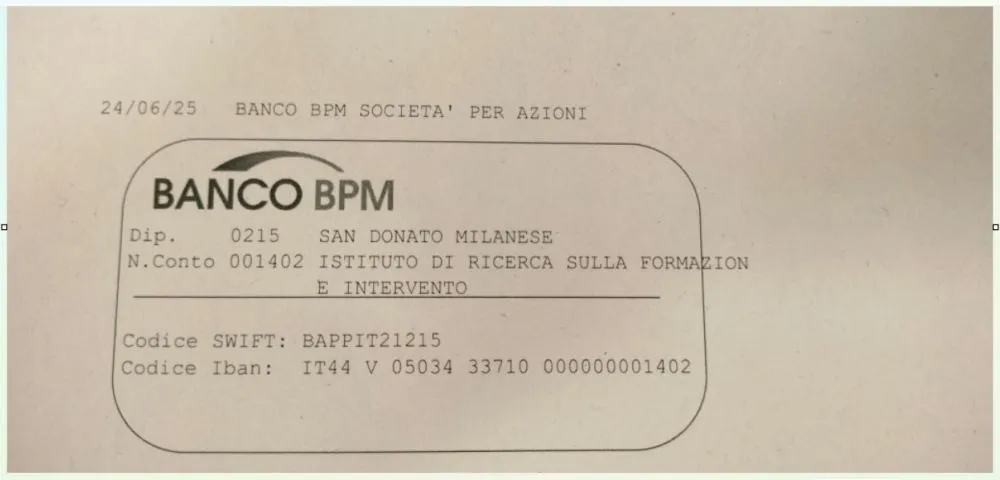 24/06/25 BANCO BPM SOCIETA' PER AZIONI
BANCO BPM
Dip. 0215 SAN DONATO MILANESE
N.Conto 001402 ISTITUTO DI RICERCA SULLA FORMAZION
E INTERVENTO
Codice SWIFT: BAPPIT21215
Codice Iban: IT44 V 05034 33710 000000001402